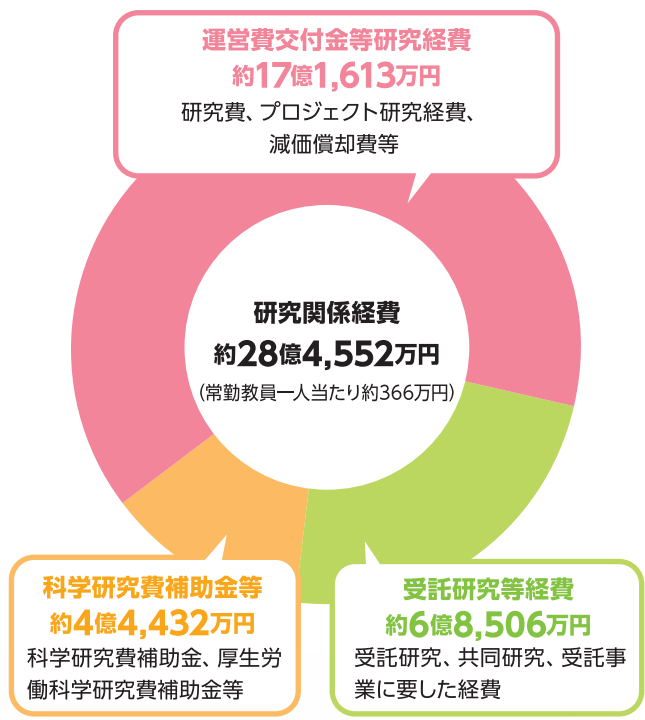 運営費交付金等研究経費
約17億1,613万円
研究費、プロジェクト研究経費、
減価償却費等
研究関係経費
約28億4,552万円
(常勤教員一人当たり約366万円)
科学研究費補助金等
約4億4,432万円
科学研究費補助金、厚生労
働科学研究費補助金等
受託研究等経費
約6億8,506万円
受託研究、共同研究、受託事
業に要した経費